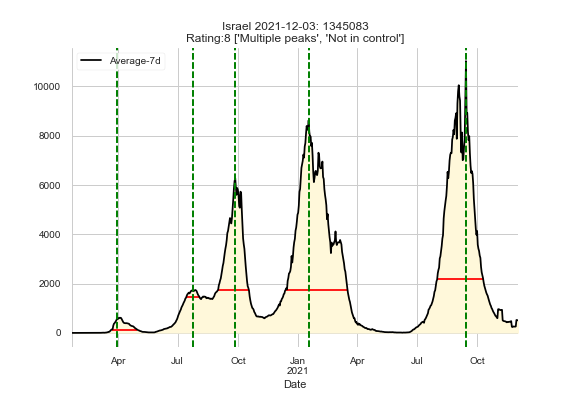 Israel 2021-12-03: 1345083
Rating:8 ['Multiple peaks', 'Not in control']
Average-7d
10000
8000
6000
4000
2000
0
Apr Jul Oct Jan Apr Jul Oct
2021
Date